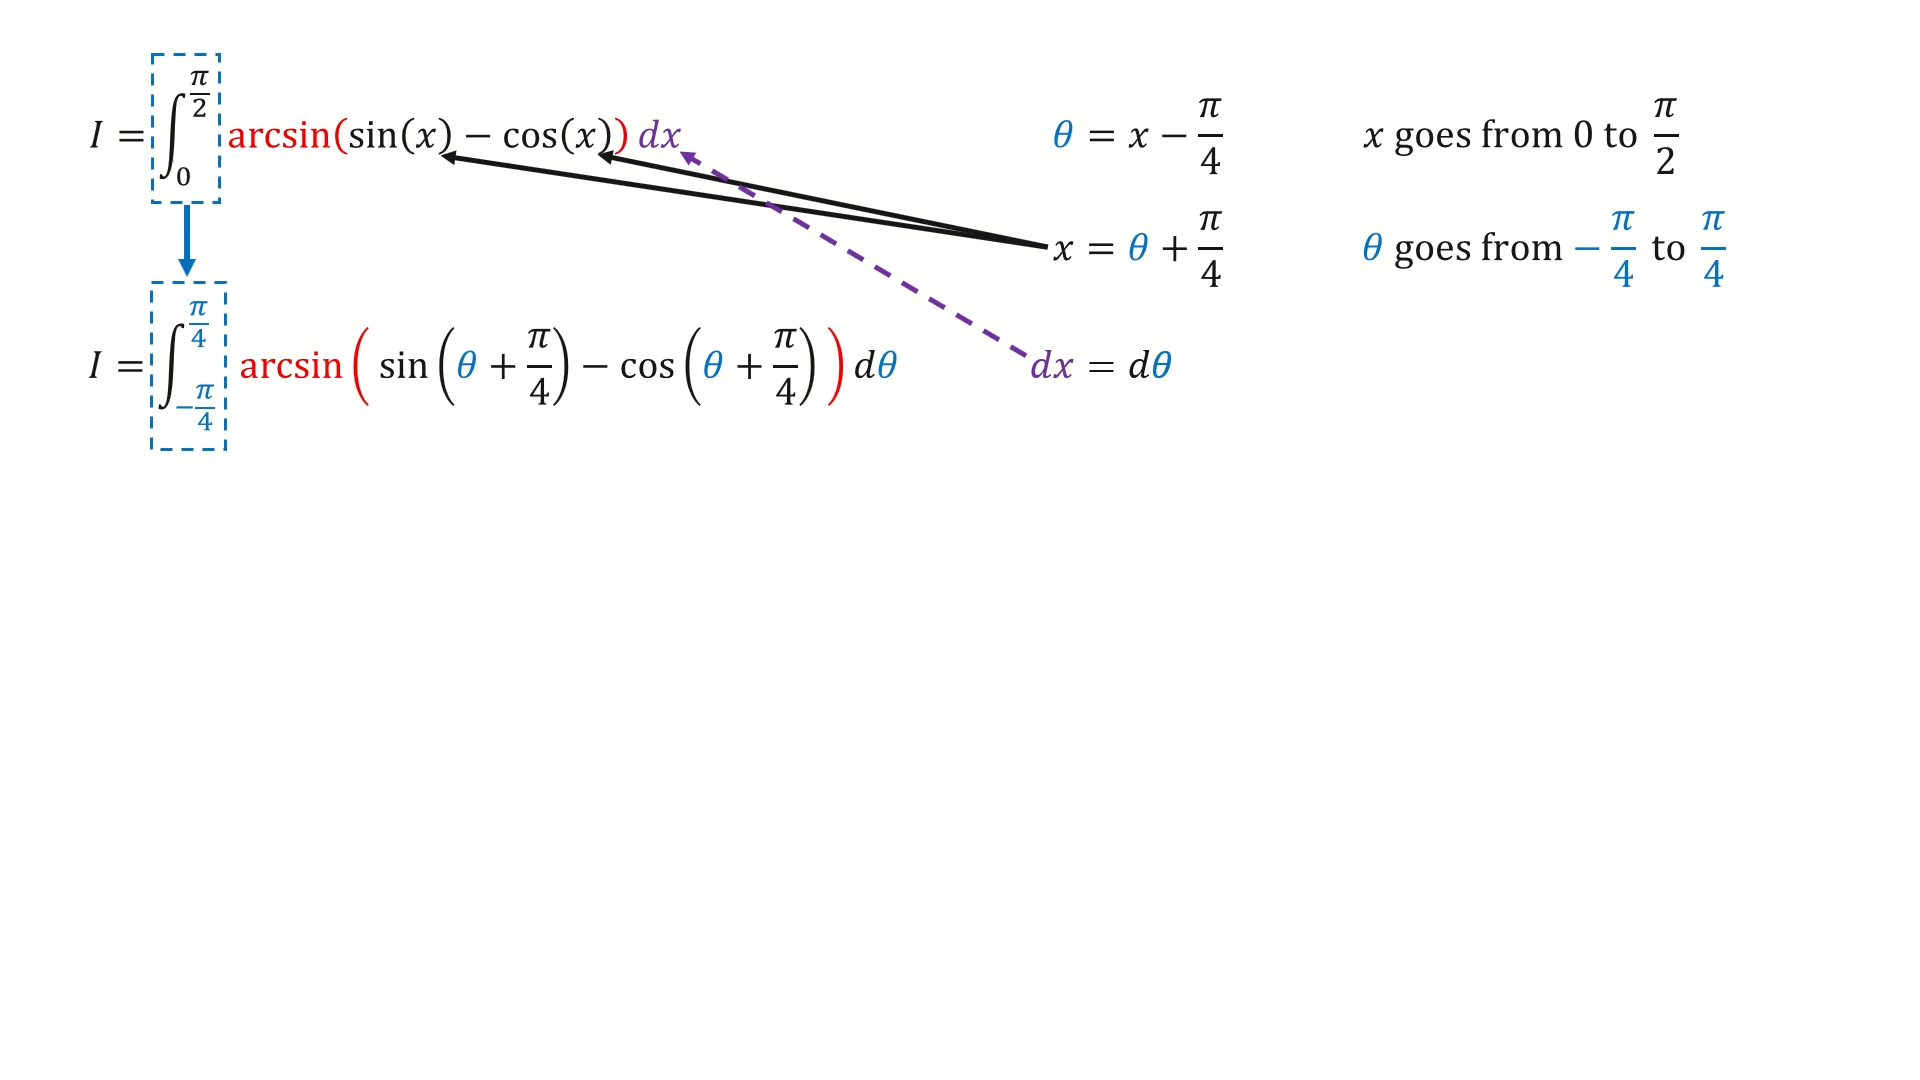 I = ∫₀^(π/2) arcsin(sin(x) − cos(x)) dx
θ = x − π/4
x goes from 0 to π/2
x = θ + π/4
θ goes from −π/4 to π/4
I = ∫_(−π/4)^(π/4) arcsin( sin(θ + π/4) − cos(θ + π/4) ) dθ
dx = dθ